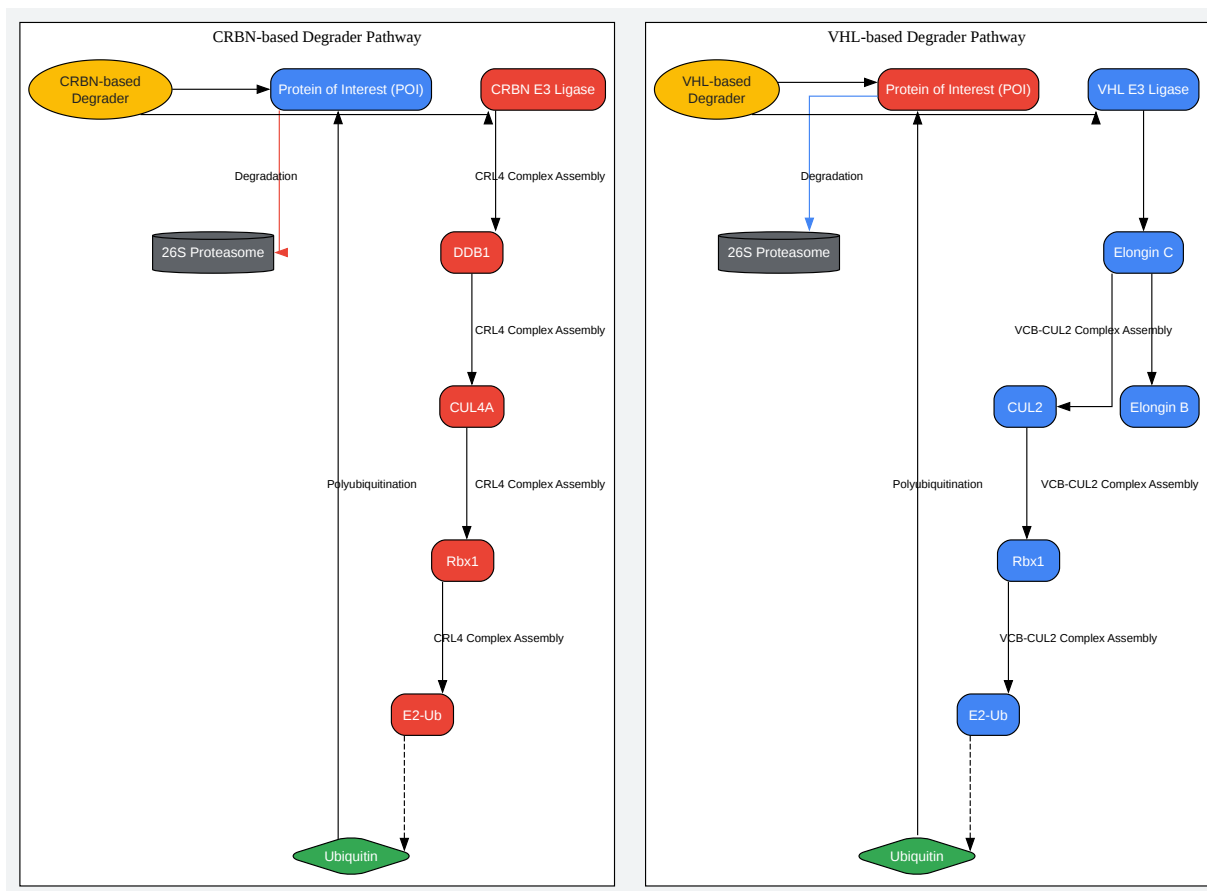 CRBN-based Degrader Pathway
CRBN-based
Degrader
Protein of Interest (POI)
CRBN E3 Ligase
Degradation
CRL4 Complex Assembly
26S Proteasome
DDB1
CRL4 Complex Assembly
CUL4A
Polyubiquitination
CRL4 Complex Assembly
Rbx1
CRL4 Complex Assembly
E2-Ub
Ubiquitin
VHL-based Degrader Pathway
VHL-based
Degrader
Protein of Interest (POI)
VHL E3 Ligase
Degradation
26S Proteasome
Elongin C
VCB-CUL2 Complex Assembly
CUL2
Elongin B
Polyubiquitination
VCB-CUL2 Complex Assembly
Rbx1
VCB-CUL2 Complex Assembly
E2-Ub
Ubiquitin